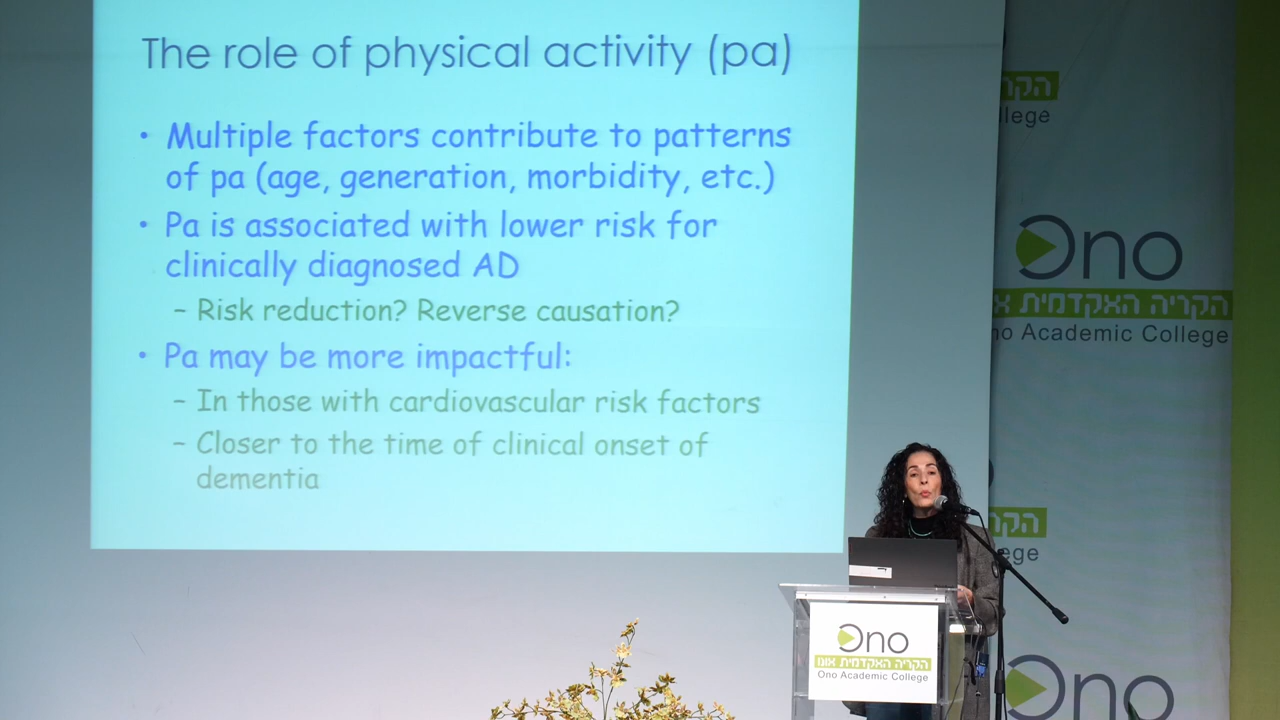 The role of physical activity (pa)
• Multiple factors contribute to patterns
of pa (age, generation, morbidity, etc.)
• Pa is associated with lower risk for
clinically diagnosed AD
– Risk reduction? Reverse causation?
• Pa may be more impactful:
– In those with cardiovascular risk factors
– Closer to the time of clinical onset of
dementia
Ono
הקריה האקדמית אונו
Ono Academic College
הקר
lege
Ono
הקריה האקדמית או
no Academic College
הקר
ege
Ono